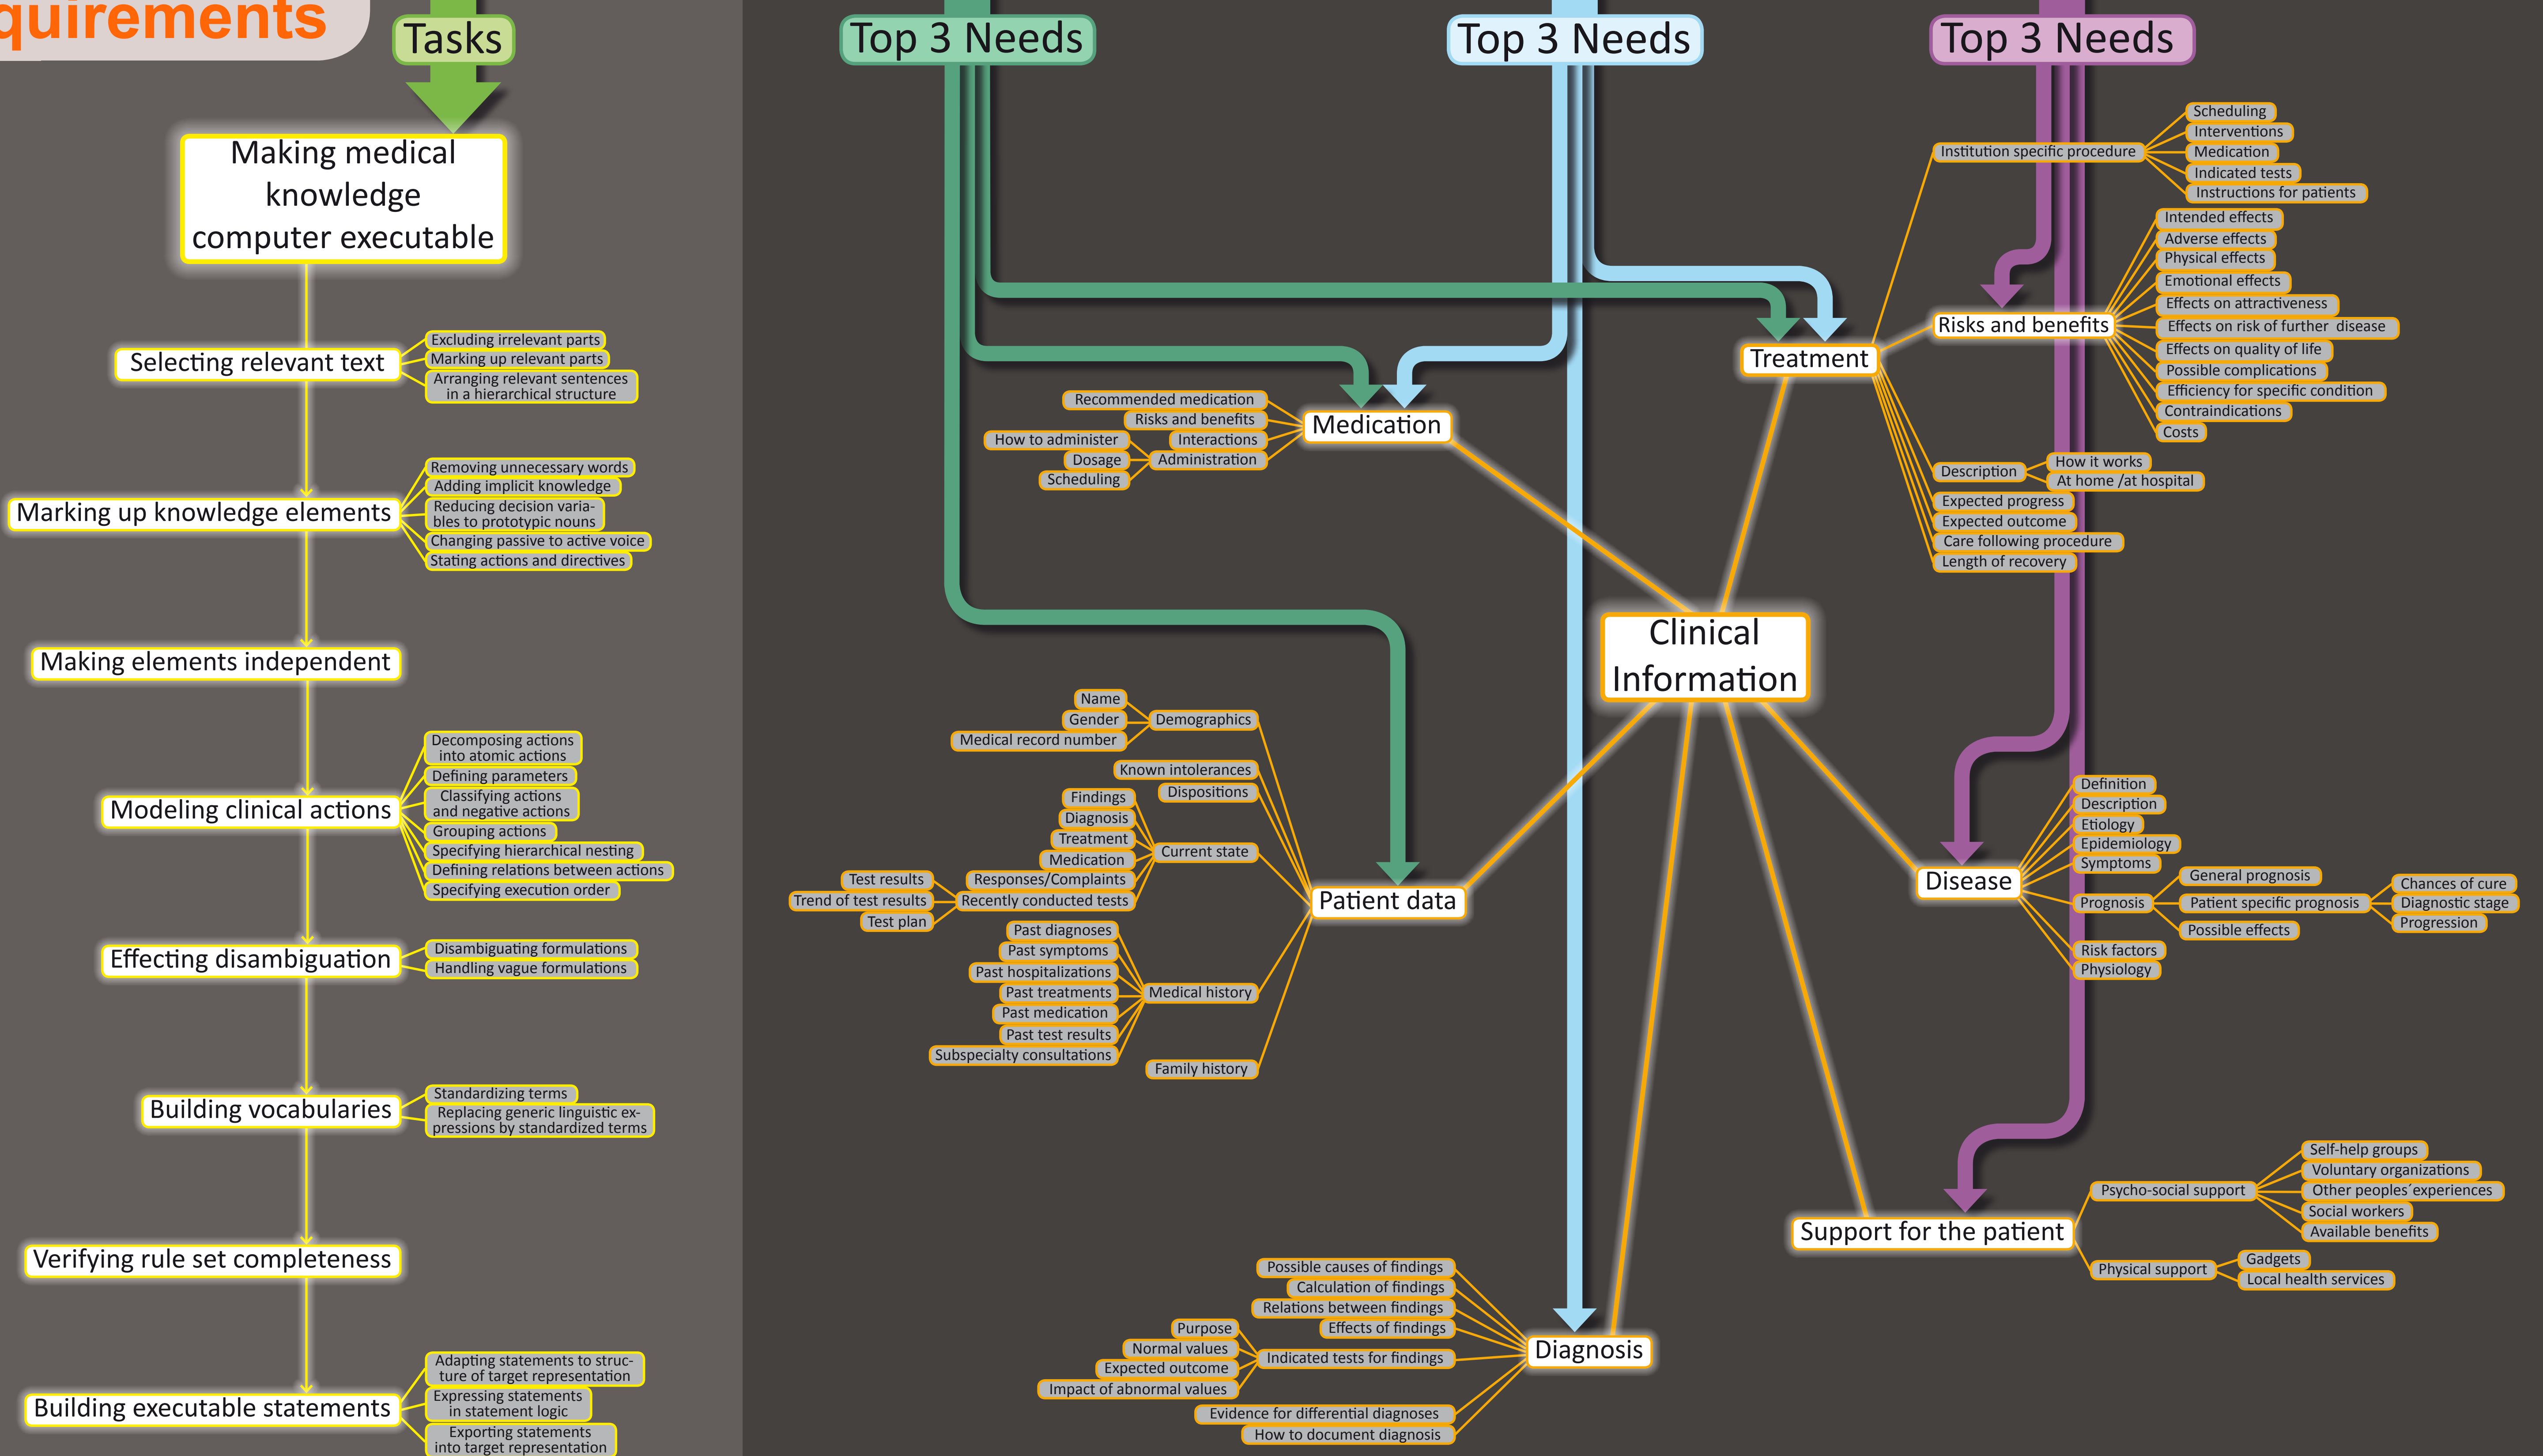 quirements
Tasks
Making medical
knowledge
computer executable
Selecting relevant text
Excluding irrelevant parts
Marking up relevant parts
Arranging relevant sentences
in a hierarchical structure
Marking up knowledge elements
Removing unnecessary words
Adding implicit knowledge
Reducing decision varia-
bles to prototypic nouns
Changing passive to active voice
Stating actions and directives
Making elements independent
Modeling clinical actions
Decomposing actions
into atomic actions
Defining parameters
Classifying actions
and negative actions
Grouping actions
Specifying hierarchical nesting
Defining relations between actions
Specifying execution order
Effecting disambiguation
Disambiguating formulations
Handling vague formulations
Building vocabularies
Standardizing terms
Replacing generic linguistic ex-
pressions by standardized terms
Verifying rule set completeness
Building executable statements
Adapting statements to struc-
ture of target representation
Expressing statements
in statement logic
Exporting statements
into target representation
Top 3 Needs
Top 3 Needs
Top 3 Needs
Clinical
Information
Medication
Recommended medication
Risks and benefits
Interactions
Administration
How to administer
Dosage
Scheduling
Treatment
Institution specific procedure
Scheduling
Interventions
Medication
Indicated tests
Instructions for patients
Risks and benefits
Intended effects
Adverse effects
Physical effects
Emotional effects
Effects on attractiveness
Effects on risk of further  disease
Effects on quality of life
Possible complications
Efficiency for specific condition
Contraindications
Costs
Description
How it works
At home /at hospital
Expected progress
Expected outcome
Care following procedure
Length of recovery
Patient data
Demographics
Name
Gender
Medical record number
Known intolerances
Dispositions
Current state
Findings
Diagnosis
Treatment
Medication
Responses/Complaints
Recently conducted tests
Test results
Trend of test results
Test plan
Medical history
Past diagnoses
Past symptoms
Past hospitalizations
Past treatments
Past medication
Past test results
Subspecialty consultations
Family history
Disease
Definition
Description
Etiology
Epidemiology
Symptoms
Prognosis
General prognosis
Patient specific prognosis
Chances of cure
Diagnostic stage
Progression
Possible effects
Risk factors
Physiology
Support for the patient
Psycho-social support
Self-help groups
Voluntary organizations
Other peoples´experiences
Social workers
Available benefits
Physical support
Gadgets
Local health services
Diagnosis
Possible causes of findings
Calculation of findings
Relations between findings
Effects of findings
Indicated tests for findings
Purpose
Normal values
Expected outcome
Impact of abnormal values
Evidence for differential diagnoses
How to document diagnosis